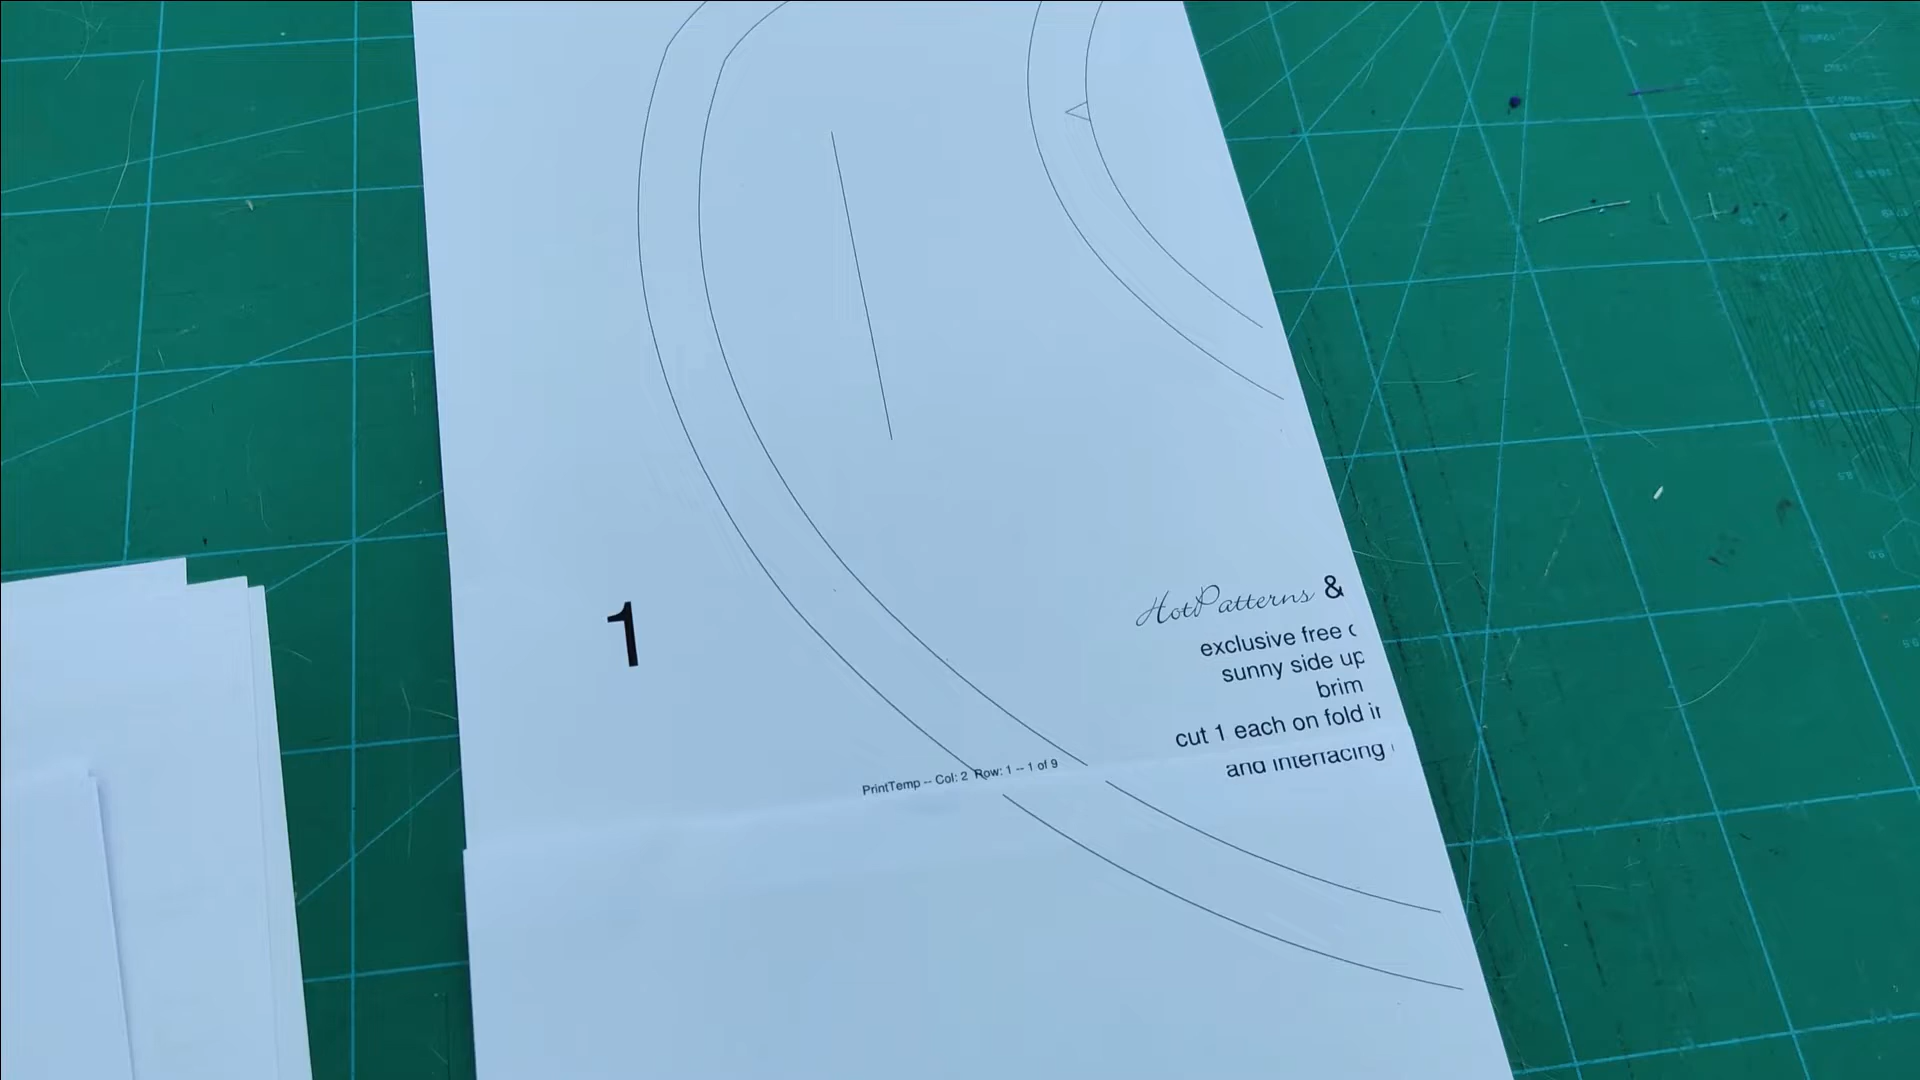 1
HotPatterns &
exclusive free
sunny side up
brim
cut 1 each on fold
and interfacing
PrintTemp -- Col: 2 Row: 1 -- 1 of 9